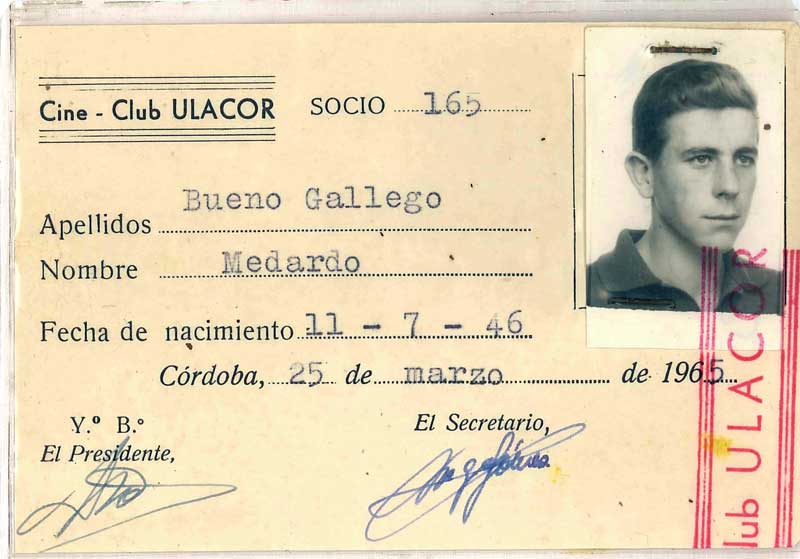 Cine - Club ULACOR SOCIO 165
Apellidos Bueno Gallego
Nombre Medardo
Fecha de nacimiento 11 - 7 - 46
Córdoba, 25 de marzo de 1965
Y.º B.º
El Presidente,
El Secretario,
lub ULACOR